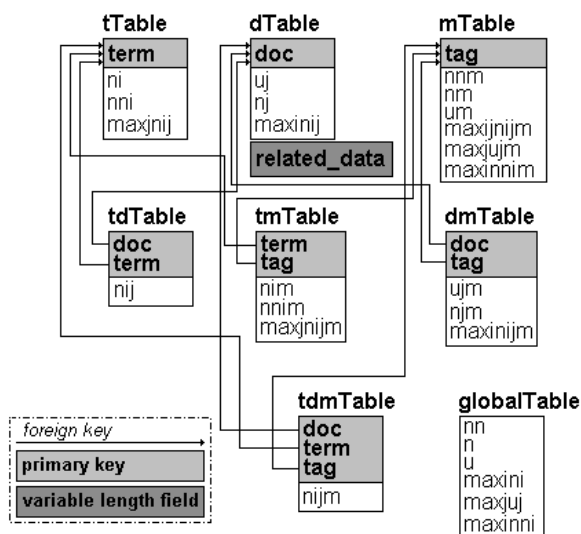 tTable
term
ni
nni
maxjnij
dTable
doc
uj
nj
maxinij
related_data
mTable
tag
nnm
nm
um
maxijnijm
maxjujm
maxinnim
tdTable
doc
term
nij
tmTable
term
tag
nim
nnim
maxjnijm
dmTable
doc
tag
ujm
njm
maxinijm
tdmTable
doc
term
tag
nijm
globalTable
nn
n
u
maxini
maxjuj
maxinni
foreign key
primary key
variable length field